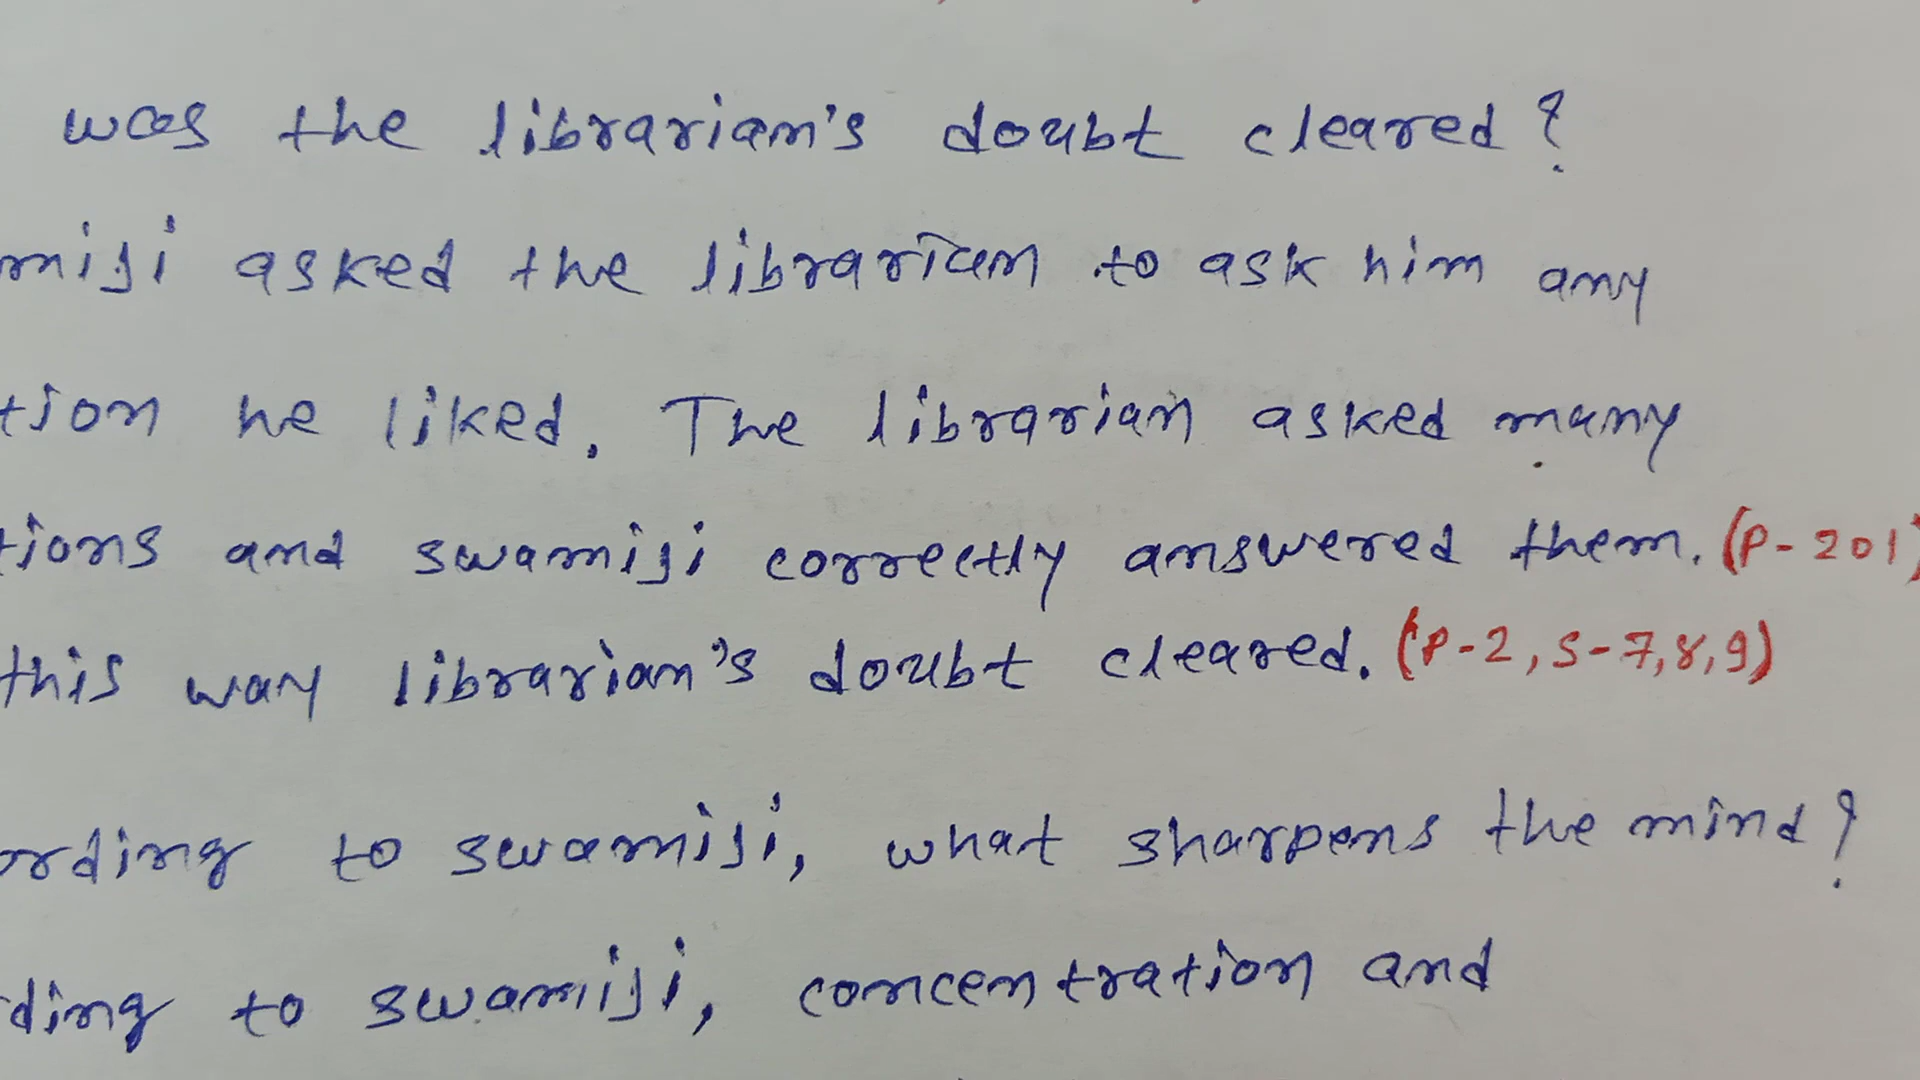 was the librarian's doubt cleared?
miji asked the librarian to ask him any
tion he liked. The librarian asked many
tions and swamiji correctly answered them. (P-201)
this way librarian's doubt cleared. (P-2, S-7,8,9)
ording to swamiji, what sharpens the mind?
ding to swamiji, concentration and